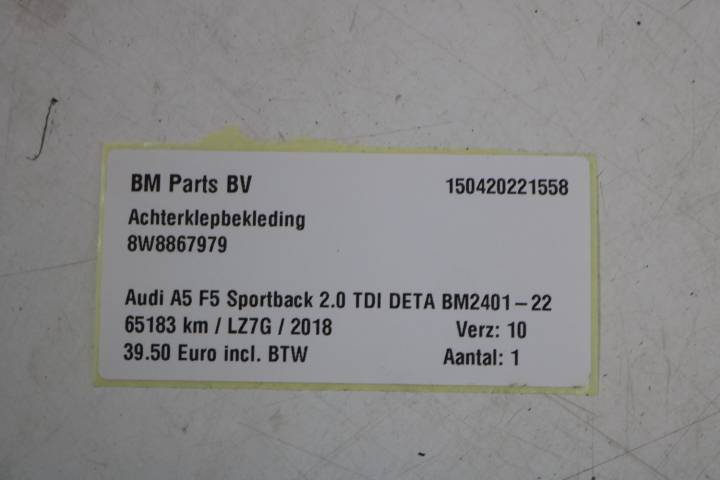 BM Parts BV 150420221558
Achterklepbekleding
8W8867979
Audi A5 F5 Sportback 2.0 TDI DETA BM2401-22
65183 km / LZ7G / 2018 Verz: 10
39.50 Euro incl. BTW Aantal: 1